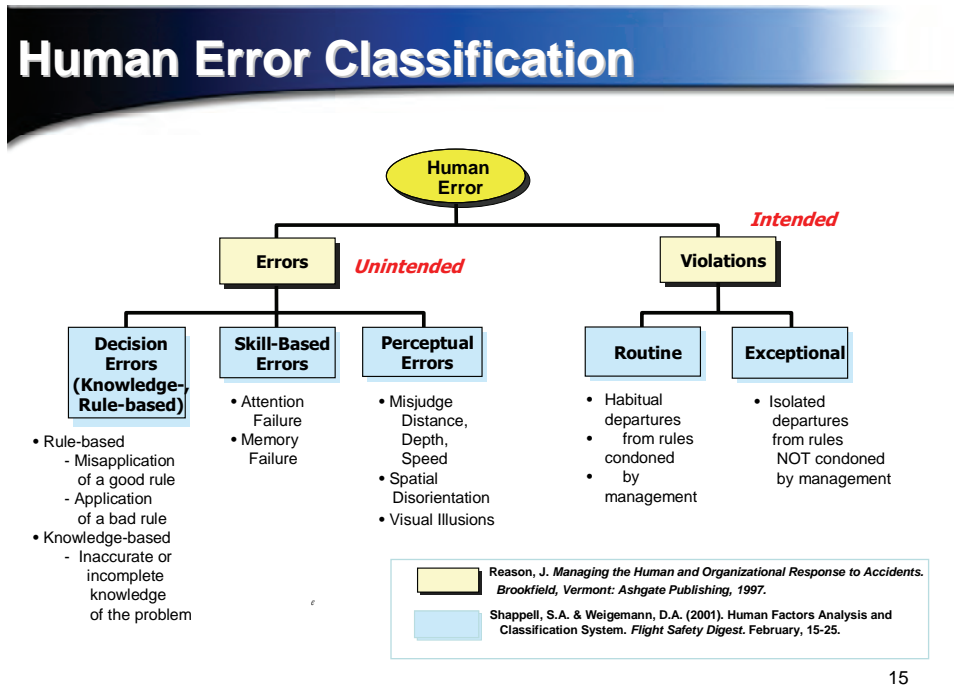 Human Error Classification
Human
Error
Intended
Errors
Unintended
Violations
Decision
Errors
(Knowledge-,
Rule-based)
• Rule-based
- Misapplication
of a good rule
- Application
of a bad rule
• Knowledge-based
- Inaccurate or
incomplete
knowledge
of the problem
Skill-Based
Errors
• Attention
Failure
• Memory
Failure
Perceptual
Errors
• Misjudge
Distance,
Depth,
Speed
• Spatial
Disorientation
• Visual Illusions
Routine
• Habitual
departures
• from rules
condoned
• by
management
Exceptional
• Isolated
departures
from rules
NOT condoned
by management
e
Reason, J. Managing the Human and Organizational Response to Accidents.
Brookfield, Vermont: Ashgate Publishing, 1997.
Shappell, S.A. & Weigemann, D.A. (2001). Human Factors Analysis and
Classification System. Flight Safety Digest. February, 15-25.
15